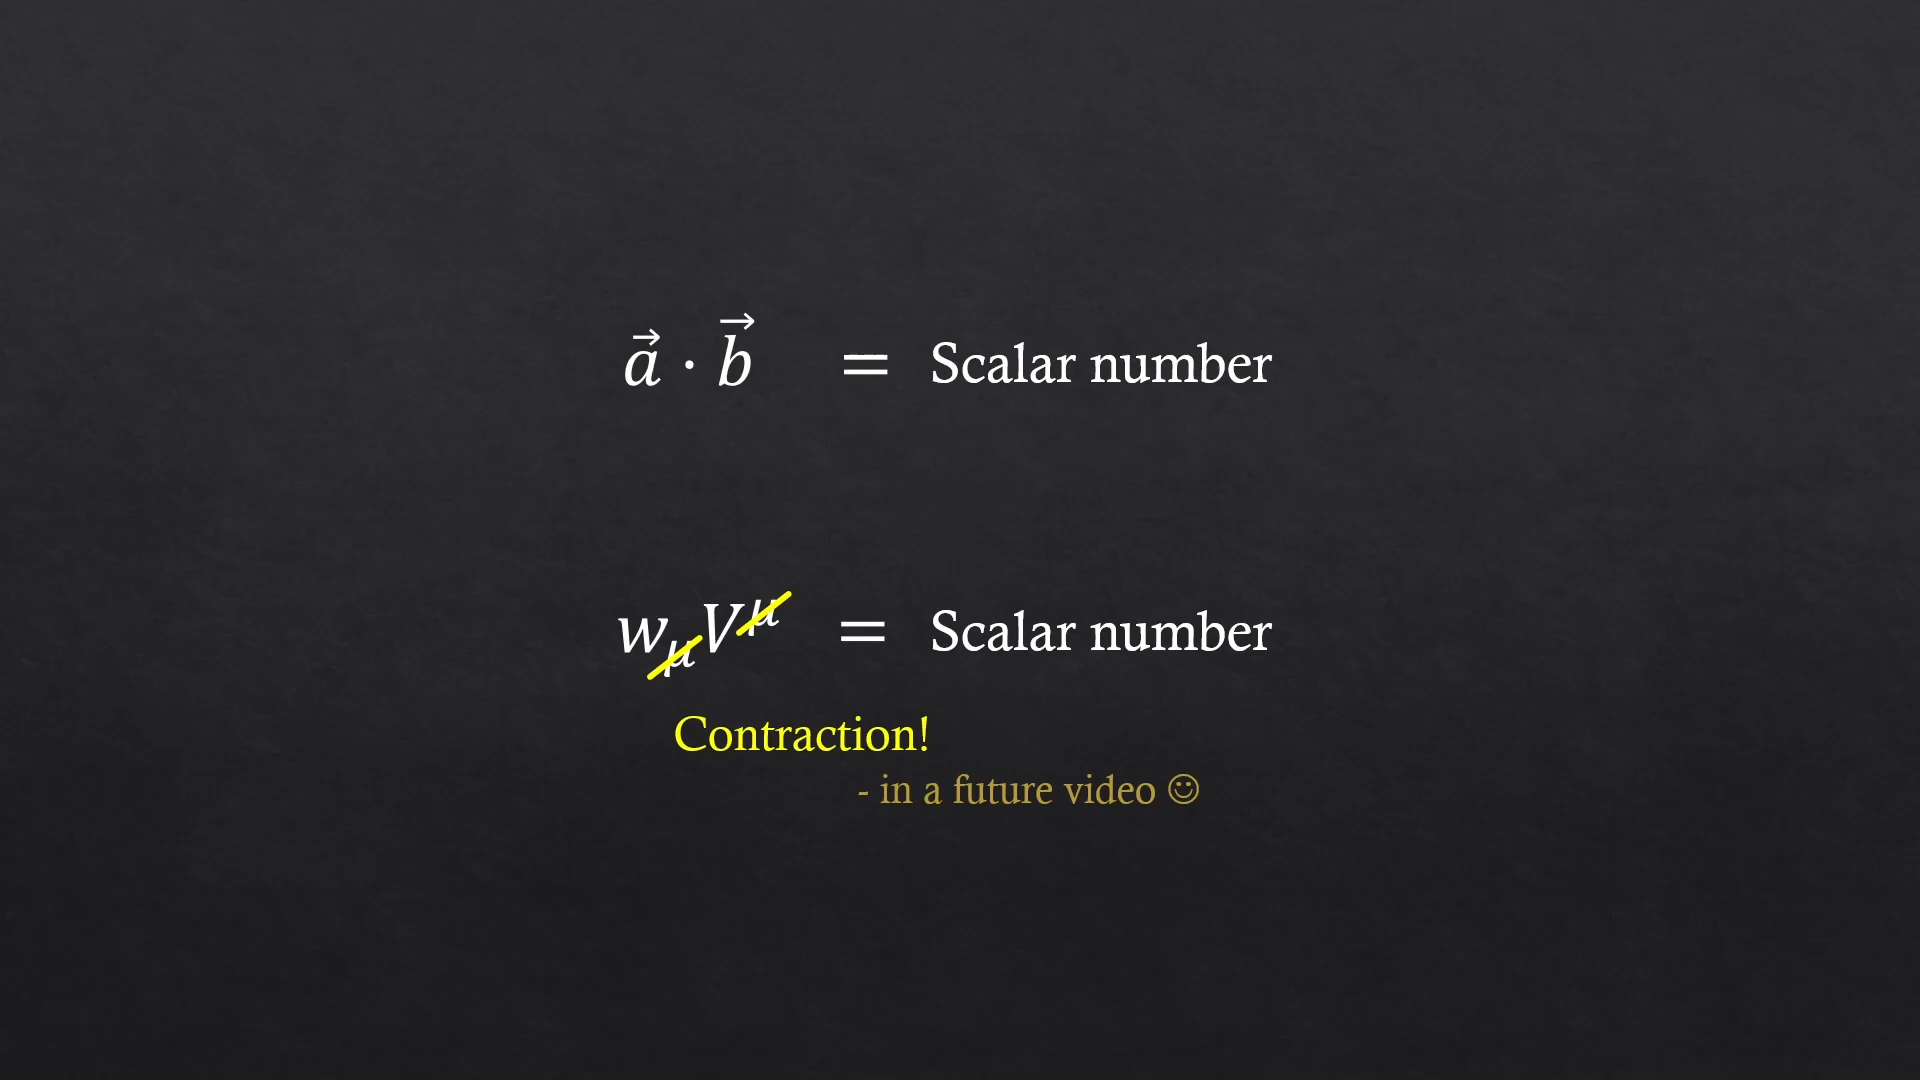 a⃗ · b⃗ = Scalar number
w_μ V^μ = Scalar number
Contraction!
- in a future video ☺